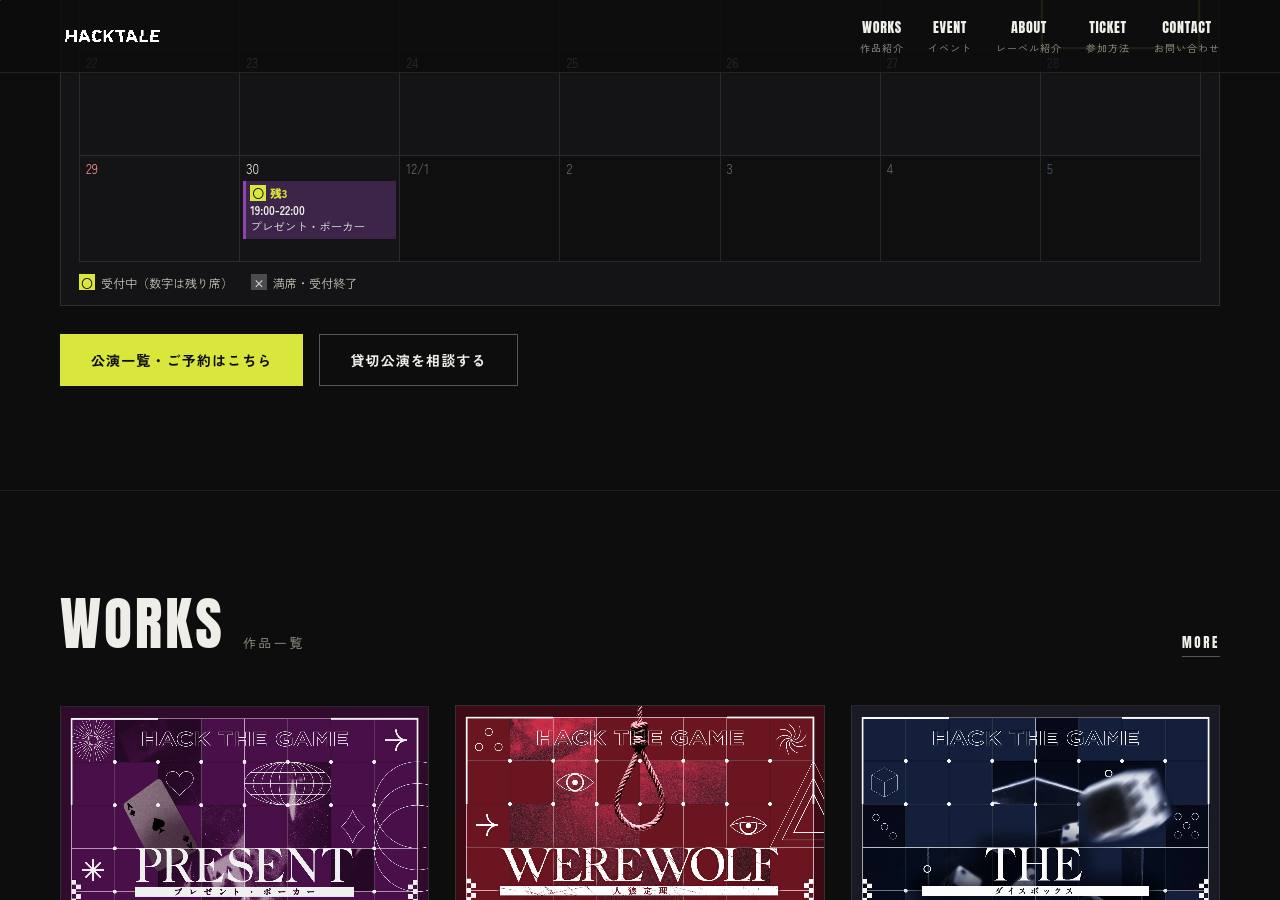 HACKTALE
WORKS
作品紹介
EVENT
イベント
ABOUT
レーベル紹介
TICKET
参加方法
CONTACT
お問い合わせ
22
23
24
25
26
27
28
29
30
12/1
2
3
4
5
〇 残3
19:00-22:00
プレゼント・ポーカー
〇 受付中（数字は残り席）
× 満席・受付終了
公演一覧・ご予約はこちら
貸切公演を相談する
WORKS
作品一覧
MORE
HACK THE GAME
A
PRESENT
プレゼント・ポーカー
HACK THE GAME
WEREWOLF
人狼定理
HACK THE GAME
THE
ダイスボックス